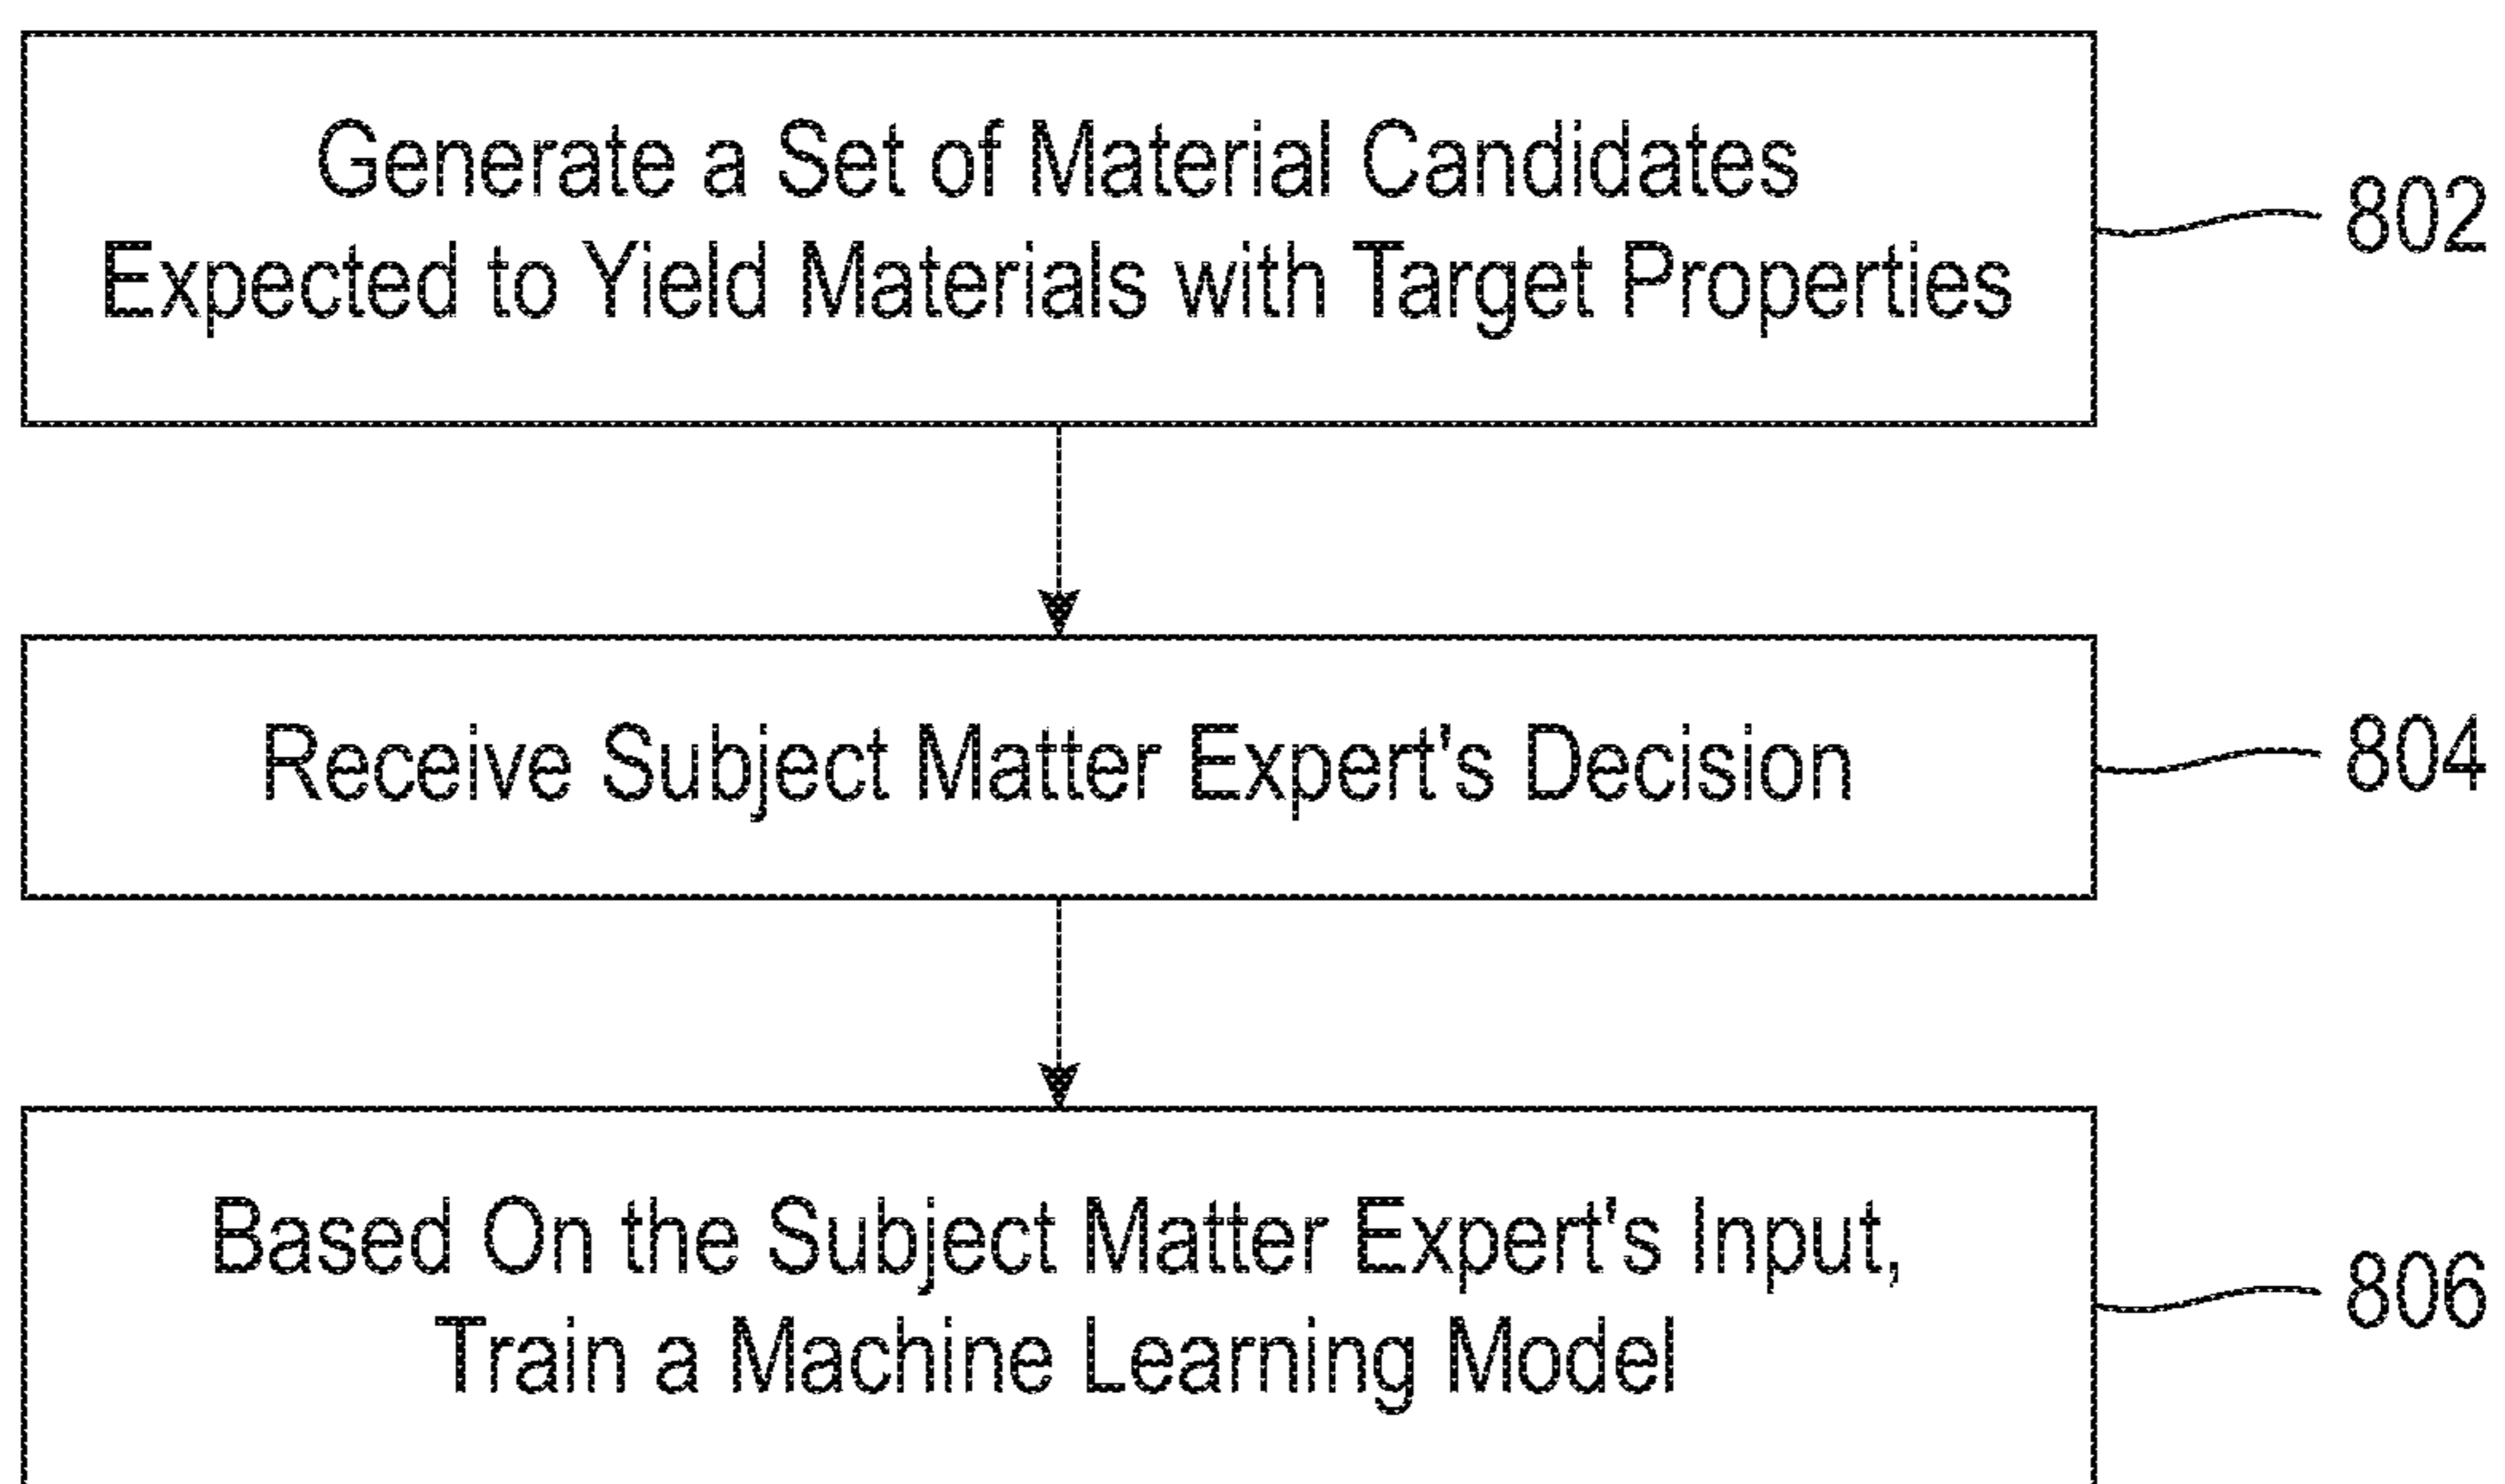 Generate a Set of Material Candidates
Expected to Yield Materials with Target Properties
802
Receive Subject Matter Expert's Decision
804
Based On the Subject Matter Expert's Input,
Train a Machine Learning Model
806